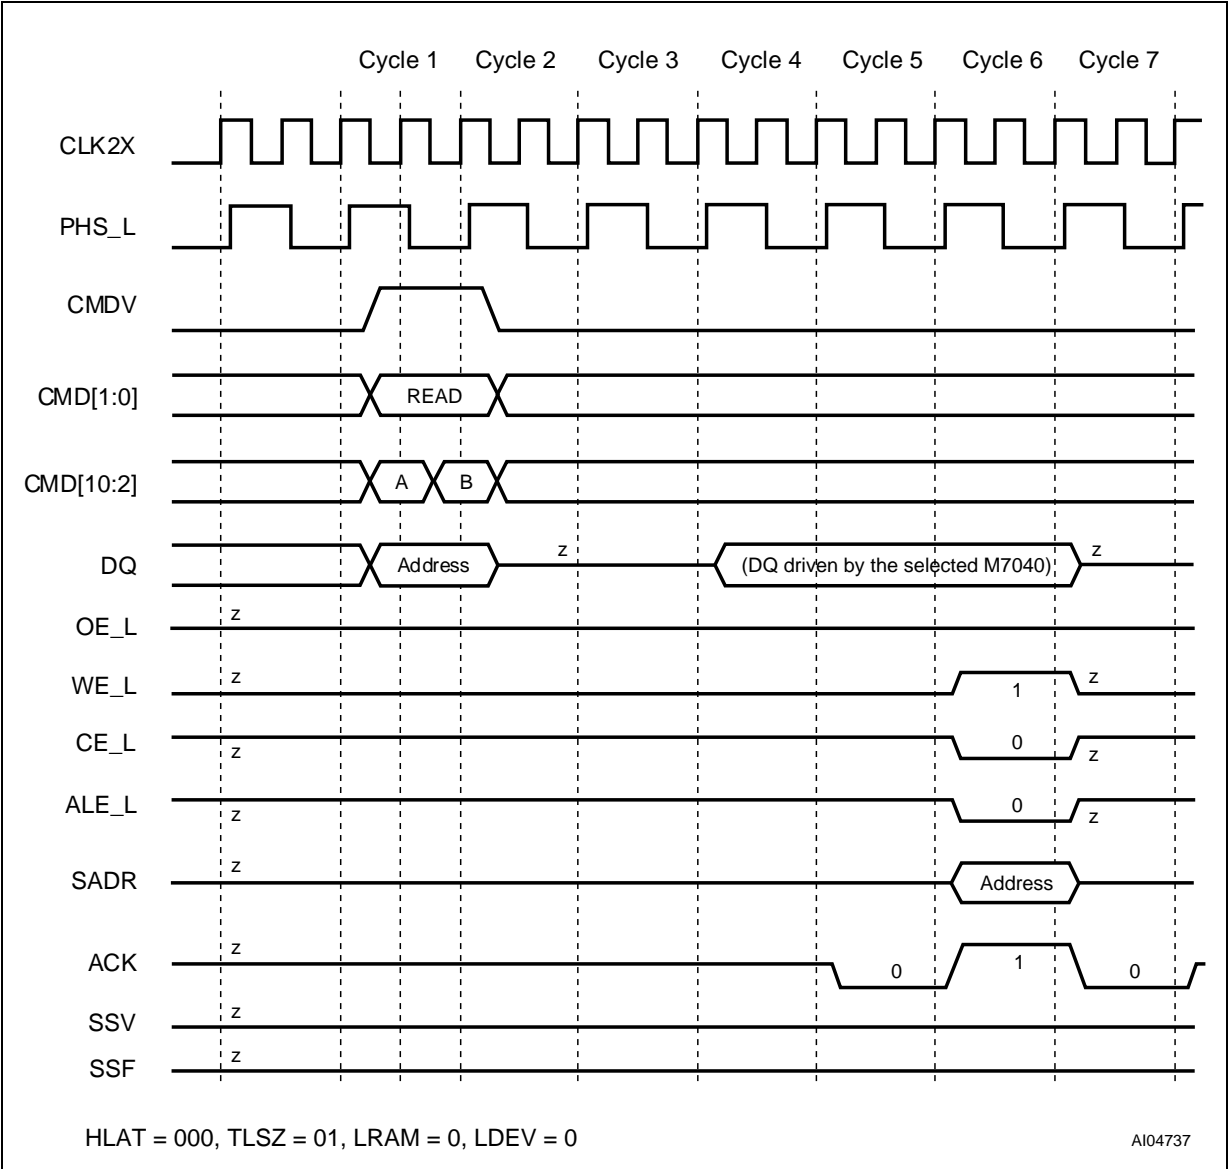 Cycle 1 Cycle 2 Cycle 3 Cycle 4 Cycle 5 Cycle 6 Cycle 7
CLK2X
PHS_L
CMDV
CMD[1:0] READ
CMD[10:2] A B
DQ Address z (DQ driven by the selected M7040) z
OE_L z
WE_L z 1 z
CE_L z 0 z
ALE_L z 0 z
SADR z Address
ACK z 0 1 0
SSV z
SSF z
HLAT = 000, TLSZ = 01, LRAM = 0, LDEV = 0
AI04737